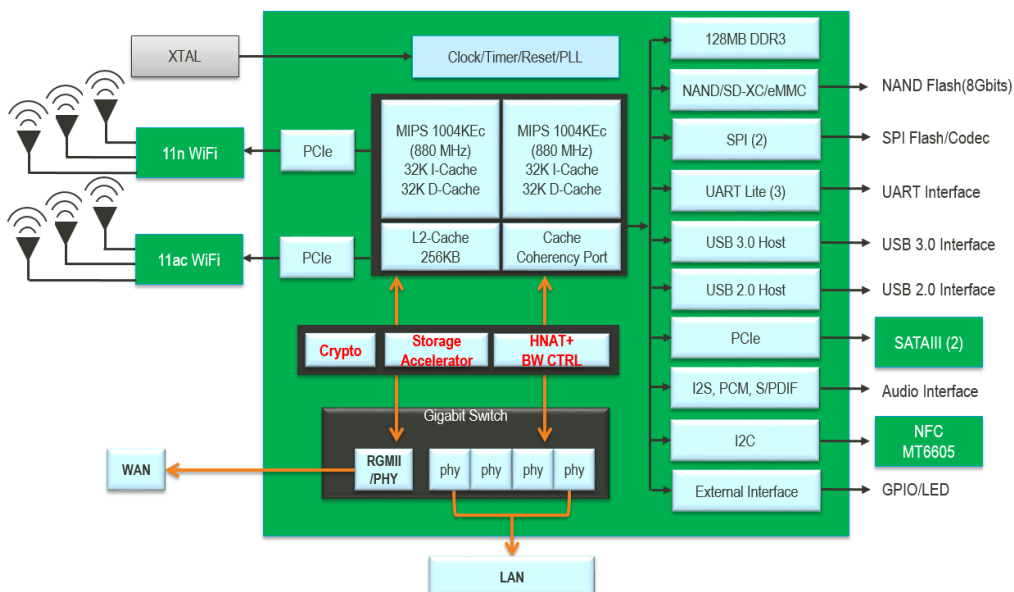 XTAL
Clock/Timer/Reset/PLL
11n WiFi
PCIe
11ac WiFi
PCIe
MIPS 1004KEc
(880 MHz)
32K I-Cache
32K D-Cache
MIPS 1004KEc
(880 MHz)
32K I-Cache
32K D-Cache
L2-Cache
256KB
Cache
Coherency Port
Crypto
Storage
Accelerator
HNAT+
BW CTRL
Gigabit Switch
RGMII
/PHY
phy
phy
phy
phy
WAN
LAN
128MB DDR3
NAND/SD-XC/eMMC
NAND Flash(8Gbits)
SPI (2)
SPI Flash/Codec
UART Lite (3)
UART Interface
USB 3.0 Host
USB 3.0 Interface
USB 2.0 Host
USB 2.0 Interface
PCIe
SATAIII (2)
I2S, PCM, S/PDIF
Audio Interface
I2C
NFC
MT6605
External Interface
GPIO/LED